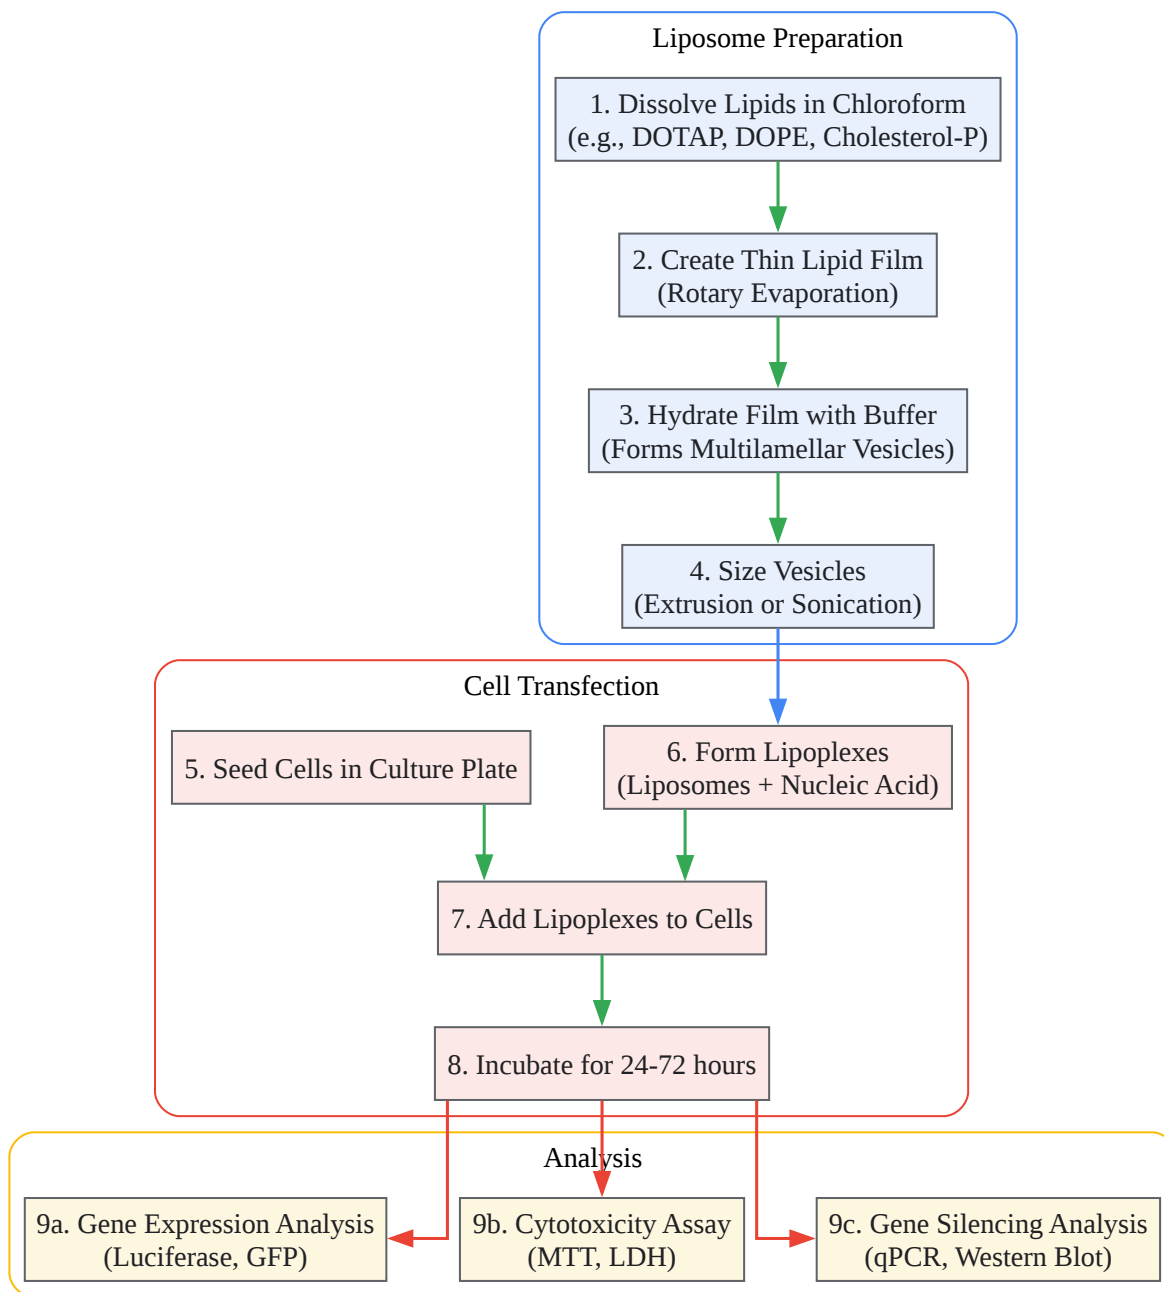 Liposome Preparation
1. Dissolve Lipids in Chloroform
(e.g., DOTAP, DOPE, Cholesterol-P)
2. Create Thin Lipid Film
(Rotary Evaporation)
3. Hydrate Film with Buffer
(Forms Multilamellar Vesicles)
4. Size Vesicles
(Extrusion or Sonication)
Cell Transfection
5. Seed Cells in Culture Plate
6. Form Lipoplexes
(Liposomes + Nucleic Acid)
7. Add Lipoplexes to Cells
8. Incubate for 24-72 hours
Analysis
9a. Gene Expression Analysis
(Luciferase, GFP)
9b. Cytotoxicity Assay
(MTT, LDH)
9c. Gene Silencing Analysis
(qPCR, Western Blot)